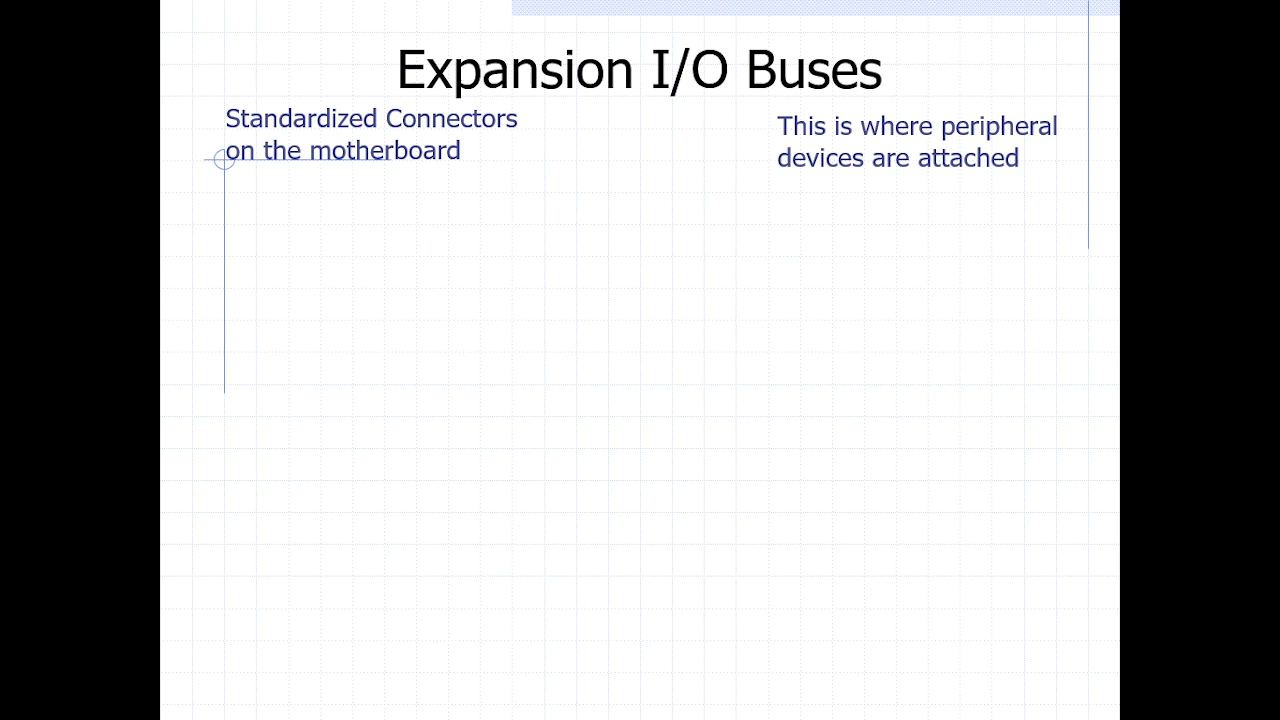 Expansion I/O Buses
Standardized Connectors
on the motherboard
This is where peripheral
devices are attached